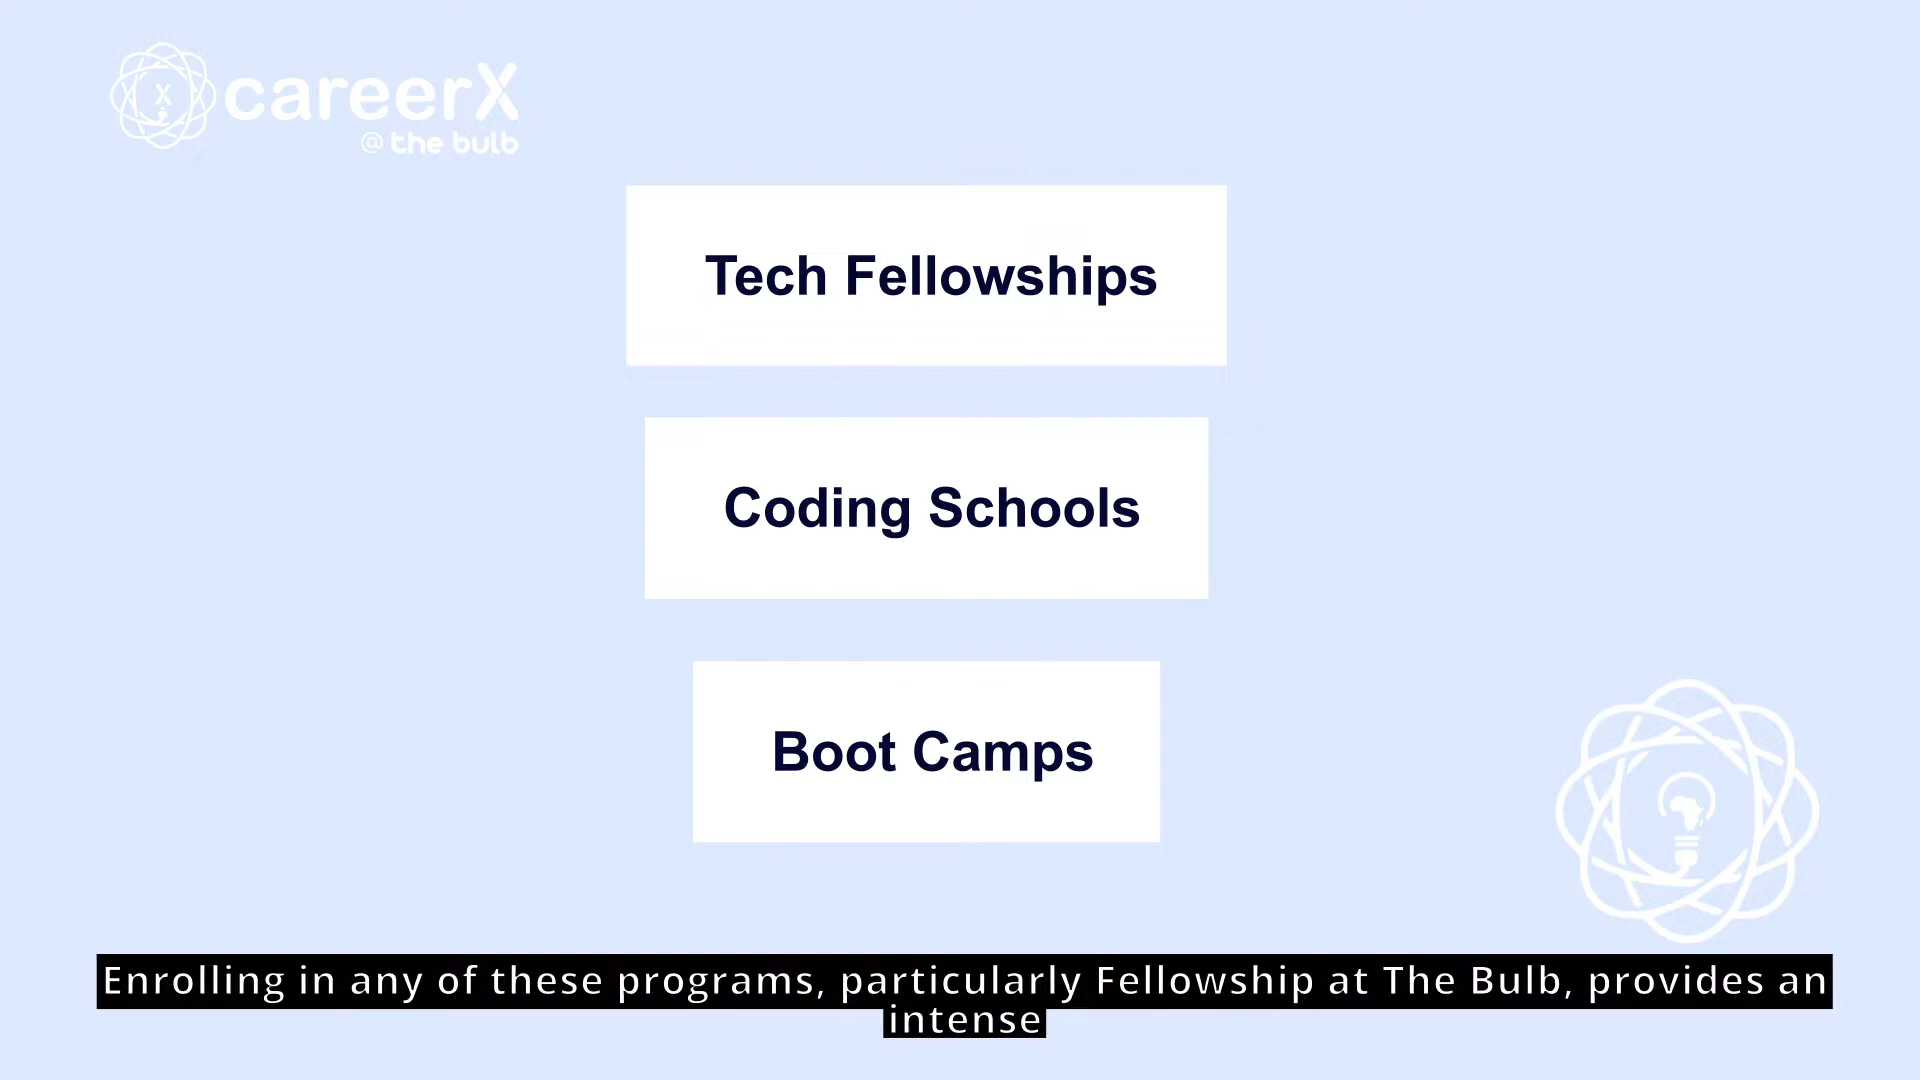 careerX
@ the bulb
Tech Fellowships
Coding Schools
Boot Camps
Enrolling in any of these programs, particularly Fellowship at The Bulb, provides an
intense